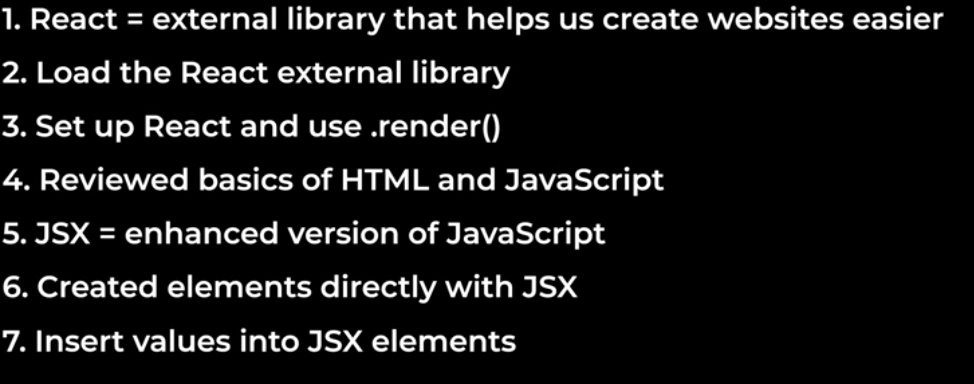 1. React = external library that helps us create websites easier
2. Load the React external library
3. Set up React and use .render()
4. Reviewed basics of HTML and JavaScript
5. JSX = enhanced version of JavaScript
6. Created elements directly with JSX
7. Insert values into JSX elements